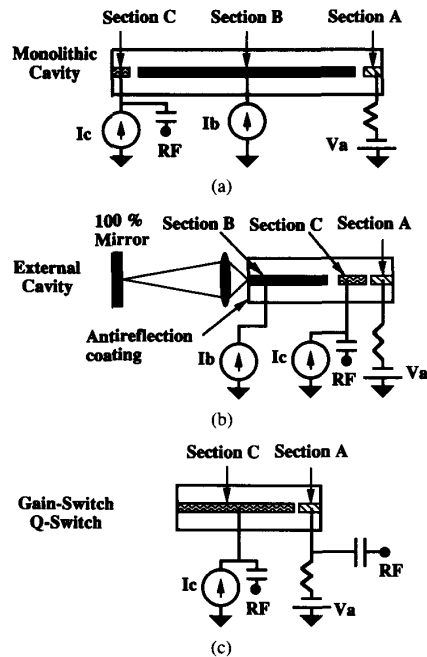 Section C Section B Section A
Monolithic
Cavity
Ic
RF
Ib
Va
(a)
100 %
Mirror
Section B Section C Section A
External
Cavity
Antireflection
coating
Ib
Ic
RF
Va
(b)
Section C Section A
Gain-Switch
Q-Switch
Ic
RF
Va
RF
(c)